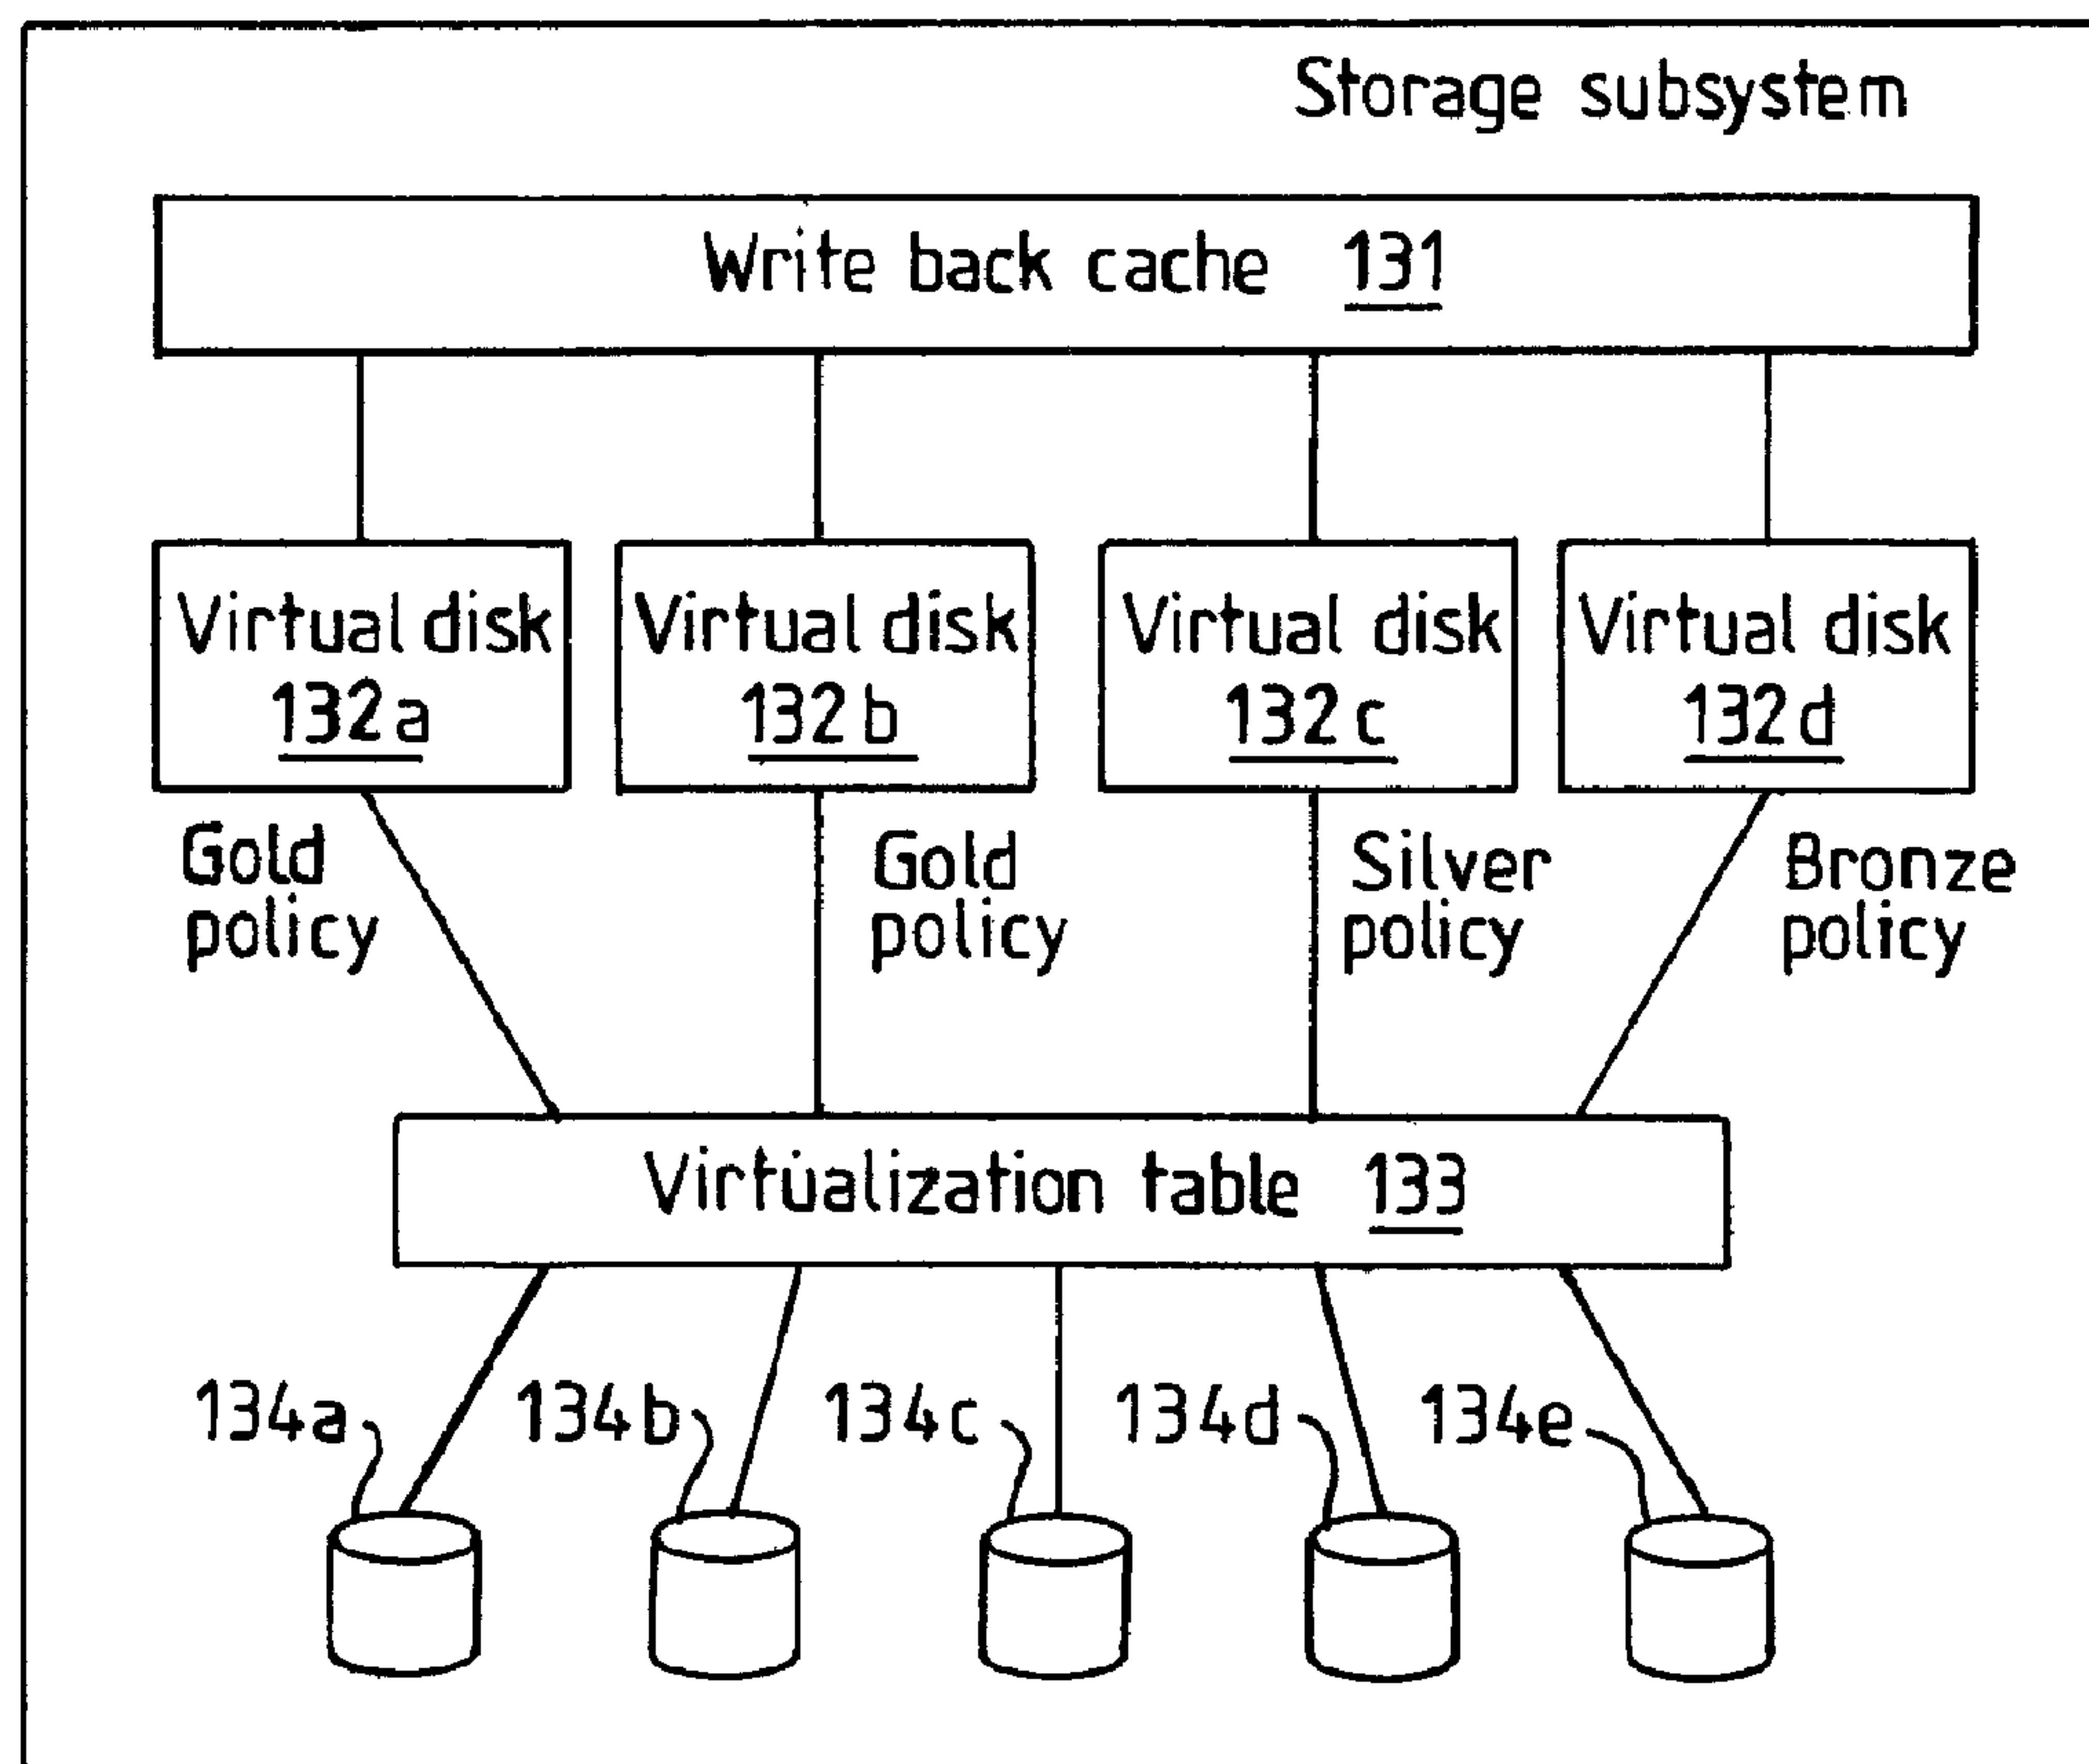 Storage subsystem
Write back cache 131
Virtual disk
132a
Virtual disk
132b
Virtual disk
132c
Virtual disk
132d
Gold
policy
Gold
policy
Silver
policy
Bronze
policy
Virtualization table 133
134a
134b
134c
134d
134e